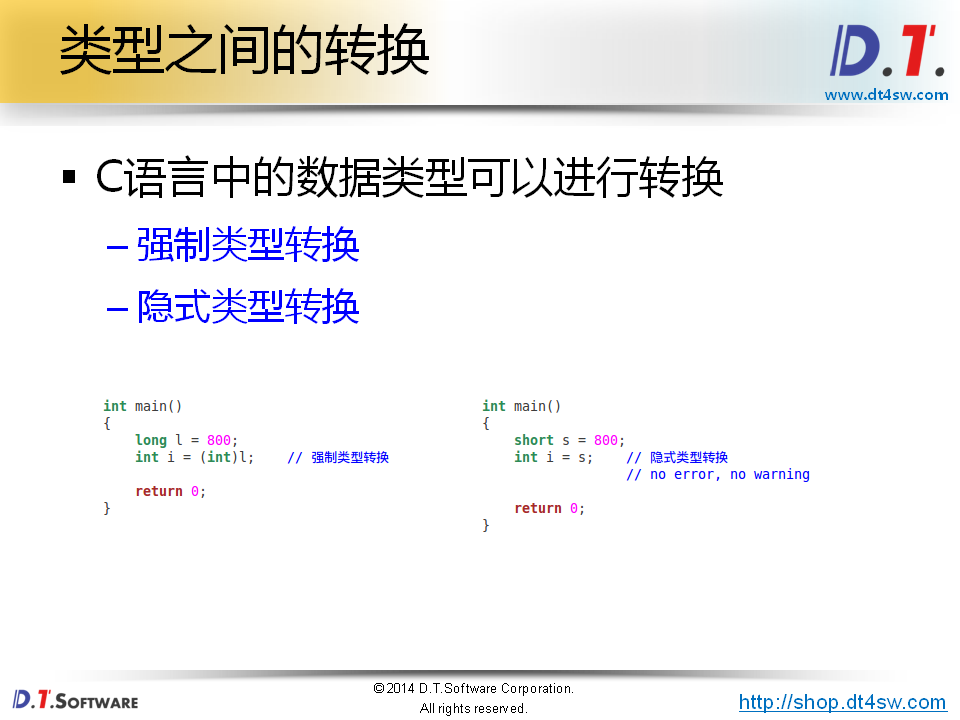 类型之间的转换
D.T.
www.dt4sw.com
▪ C语言中的数据类型可以进行转换
– 强制类型转换
– 隐式类型转换
int main()
{
    long l = 800;
    int i = (int)l;    // 强制类型转换
    return 0;
}
int main()
{
    short s = 800;
    int i = s;    // 隐式类型转换
                  // no error, no warning
    return 0;
}
D.T.SOFTWARE
©2014 D.T.Software Corporation.
All rights reserved.
http://shop.dt4sw.com